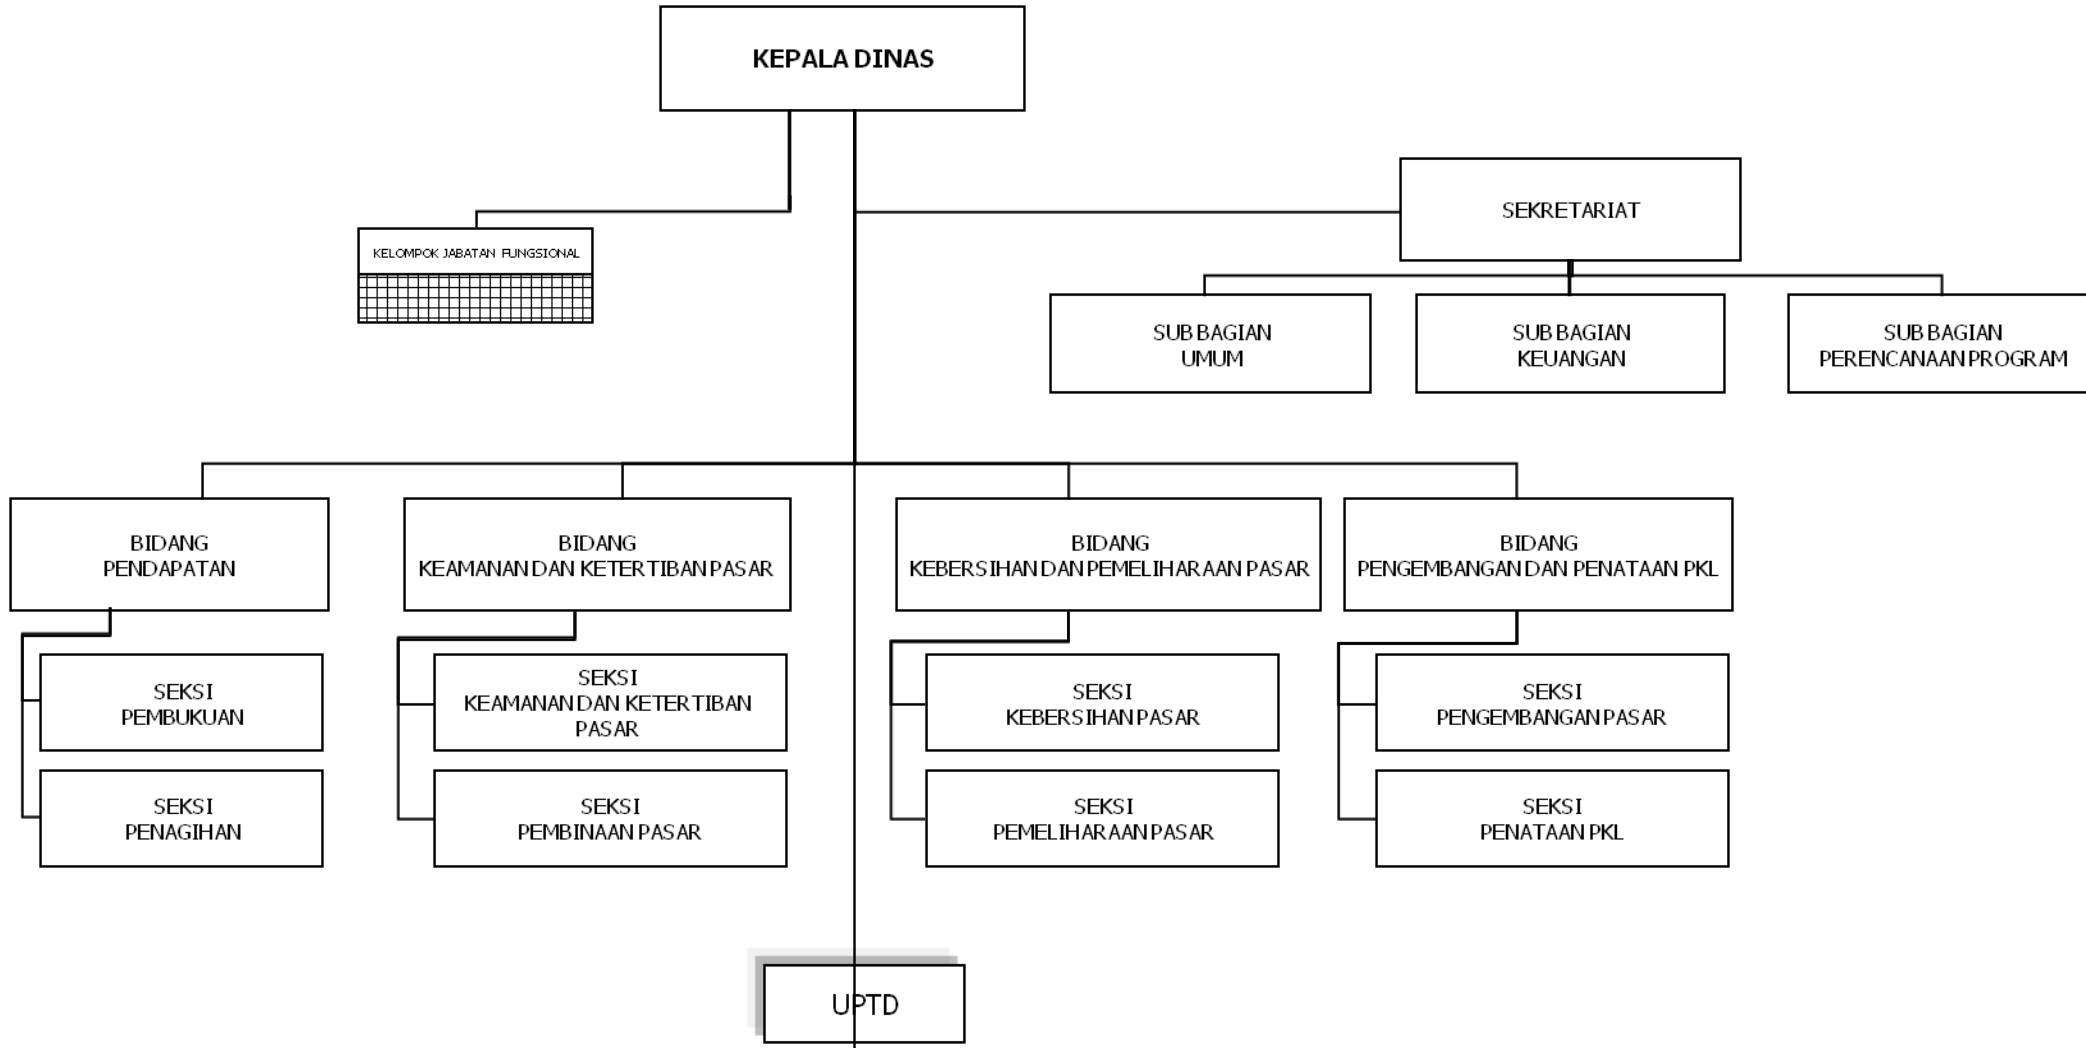 KEPALA DINAS
SEKRETARIAT
KELOMPOK JABATAN FUNGSIONAL
SUB BAGIAN
UMUM
SUB BAGIAN
KEUANGAN
SUB BAGIAN
PERENCANAAN PROGRAM
BIDANG
PENDAPATAN
BIDANG
KEAMANAN DAN KETERTIBAN PASAR
BIDANG
KEBERSIHAN DAN PEMELIHARAAN PASAR
BIDANG
PENGEMBANGAN DAN PENATAAN PKL
SEKSI
PEMBUKUAN
SEKSI
KEAMANAN DAN KETERTIBAN
PASAR
SEKSI
KEBERSIHAN PASAR
SEKSI
PENGEMBANGAN PASAR
SEKSI
PENAGIHAN
SEKSI
PEMBINAAN PASAR
SEKSI
PEMELIHARAAN PASAR
SEKSI
PENATAAN PKL
UPTD